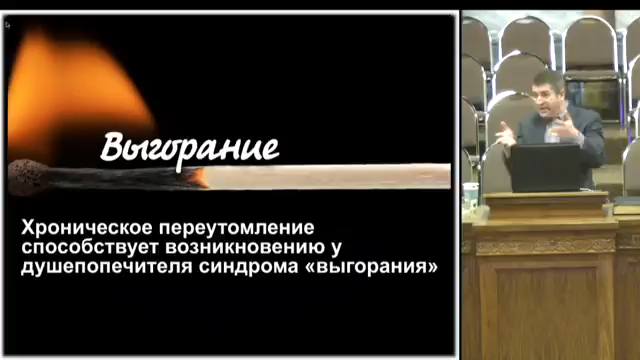 Выгорание
Хроническое переутомление
способствует возникновению у
душепопечителя синдрома «выгорания»